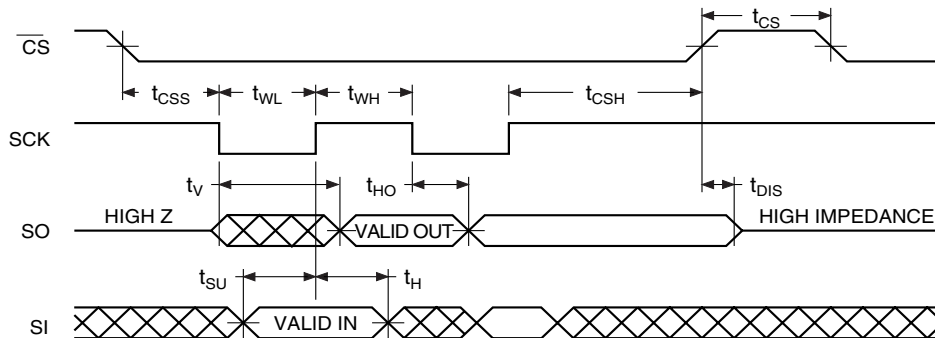 t_CS
C̅S̅
t_CSS t_WL t_WH t_CSH
SCK
t_V t_HO t_DIS
HIGH Z VALID OUT HIGH IMPEDANCE
SO
t_SU t_H
SI VALID IN